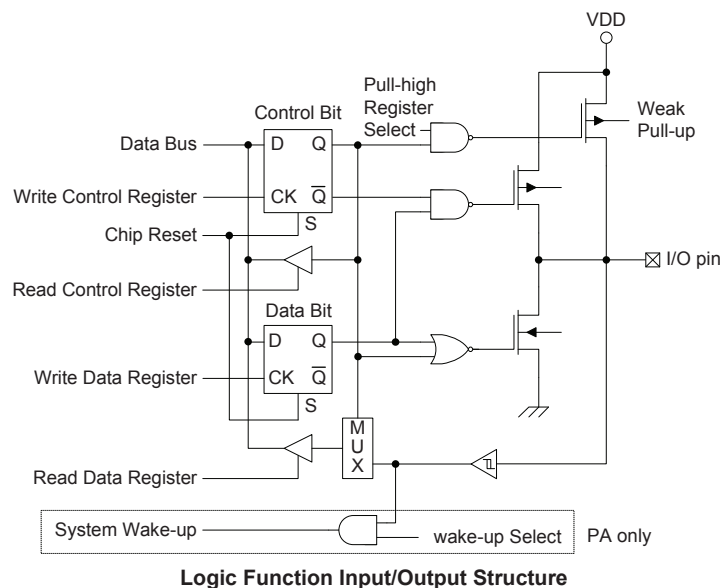 VDD
Pull-high
Register
Select
Control Bit
Weak
Pull-up
Data Bus
D Q
Write Control Register
CK Q
S
Chip Reset
I/O pin
Read Control Register
Data Bit
D Q
Write Data Register
CK Q
S
M
U
X
Read Data Register
System Wake-up
wake-up Select
PA only
Logic Function Input/Output Structure